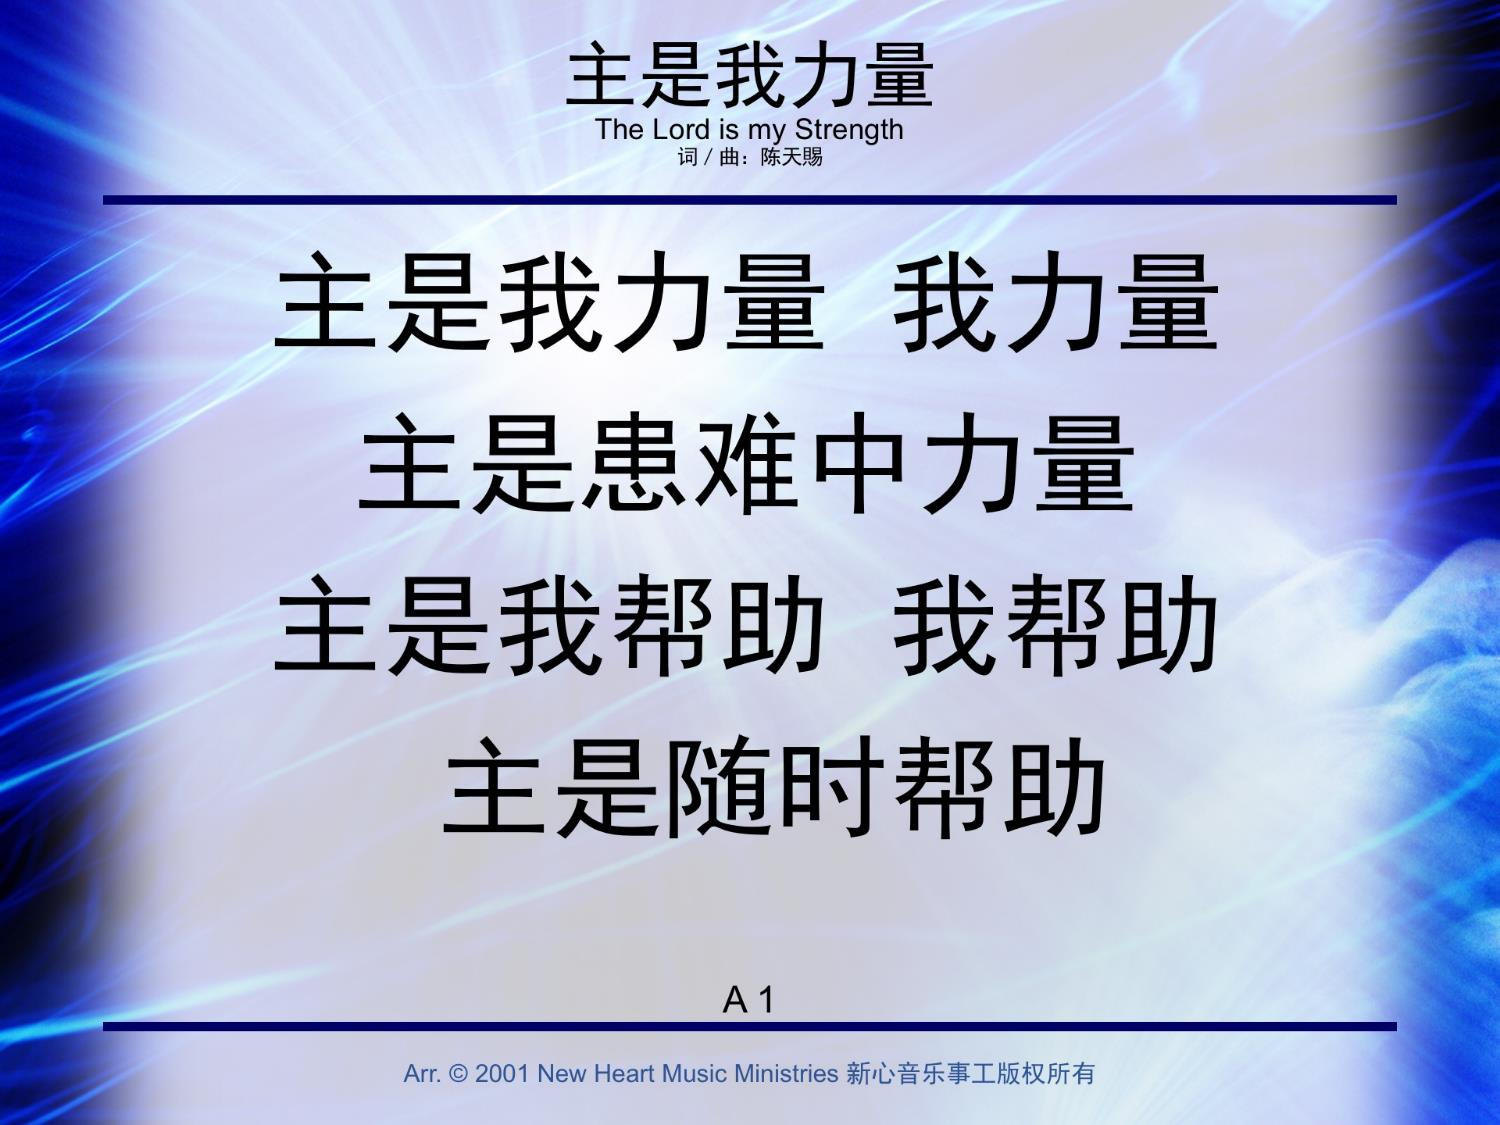 主是我力量
The Lord is my Strength
词 / 曲：陈天賜
主是我力量 我力量
主是患难中力量
主是我帮助 我帮助
主是随时帮助
A 1
Arr. © 2001 New Heart Music Ministries 新心音乐事工版权所有